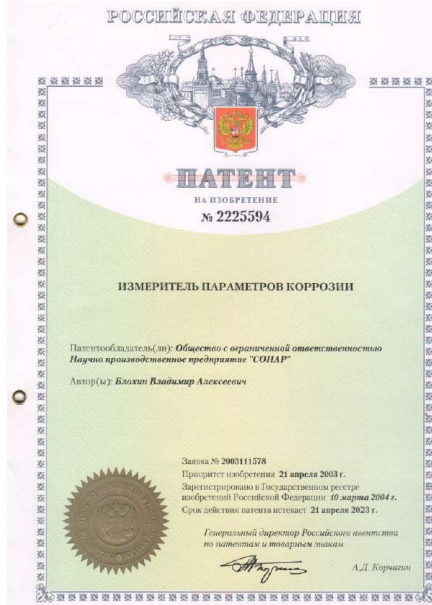 РОССИЙСКАЯ ФЕДЕРАЦИЯ
ПАТЕНТ
НА ИЗОБРЕТЕНИЕ
№ 2225594
ИЗМЕРИТЕЛЬ ПАРАМЕТРОВ КОРРОЗИИ
Патентообладатель(ли): Общество с ограниченной ответственностью
Научно производственное предприятие "СОНАР"
Автор(ы): Блохин Владимир Алексеевич
Заявка № 2003111578
Приоритет изобретения 21 апреля 2003 г.
Зарегистрировано в Государственном реестре
изобретений Российской Федерации 10 марта 2004 г.
Срок действия патента истекает 21 апреля 2023 г.
Генеральный директор Российского агентства
по патентам и товарным знакам
А.Д. Корчагин